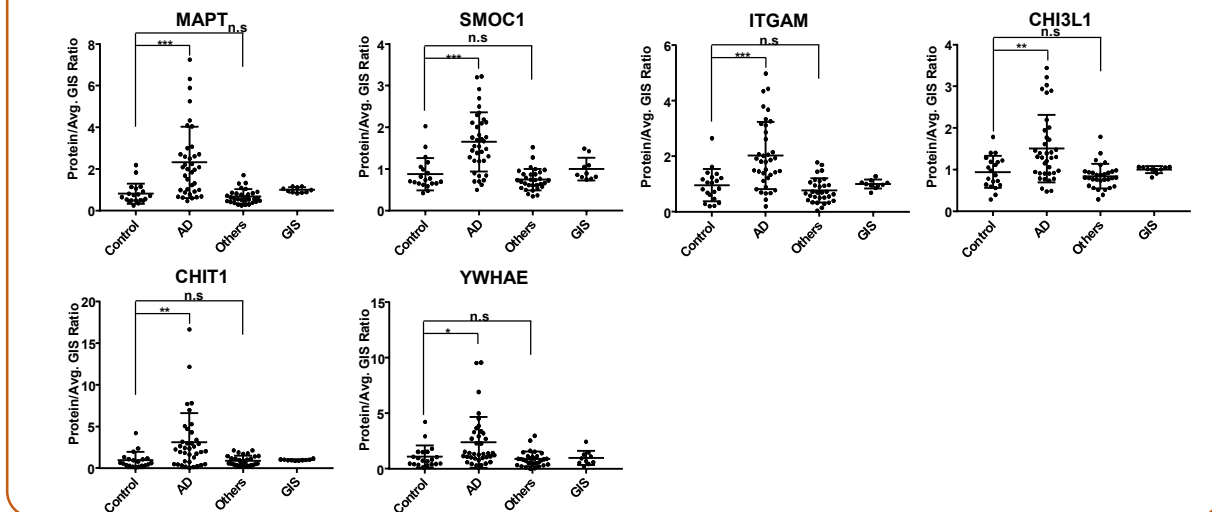 MAPT
n.s
***
Protein/Avg. GIS Ratio
8
6
4
2
0
Control
AD
Others
GIS
SMOC1
n.s
***
Protein/Avg. GIS Ratio
4
3
2
1
0
Control
AD
Others
GIS
ITGAM
n.s
***
Protein/Avg. GIS Ratio
6
4
2
0
Control
AD
Others
GIS
CHI3L1
n.s
**
Protein/Avg. GIS Ratio
4
3
2
1
0
Control
AD
Others
GIS
CHIT1
n.s
**
Protein/Avg. GIS Ratio
20
15
10
5
0
Control
AD
Others
GIS
YWHAE
n.s
*
Protein/Avg. GIS Ratio
15
10
5
0
Control
AD
Others
GIS